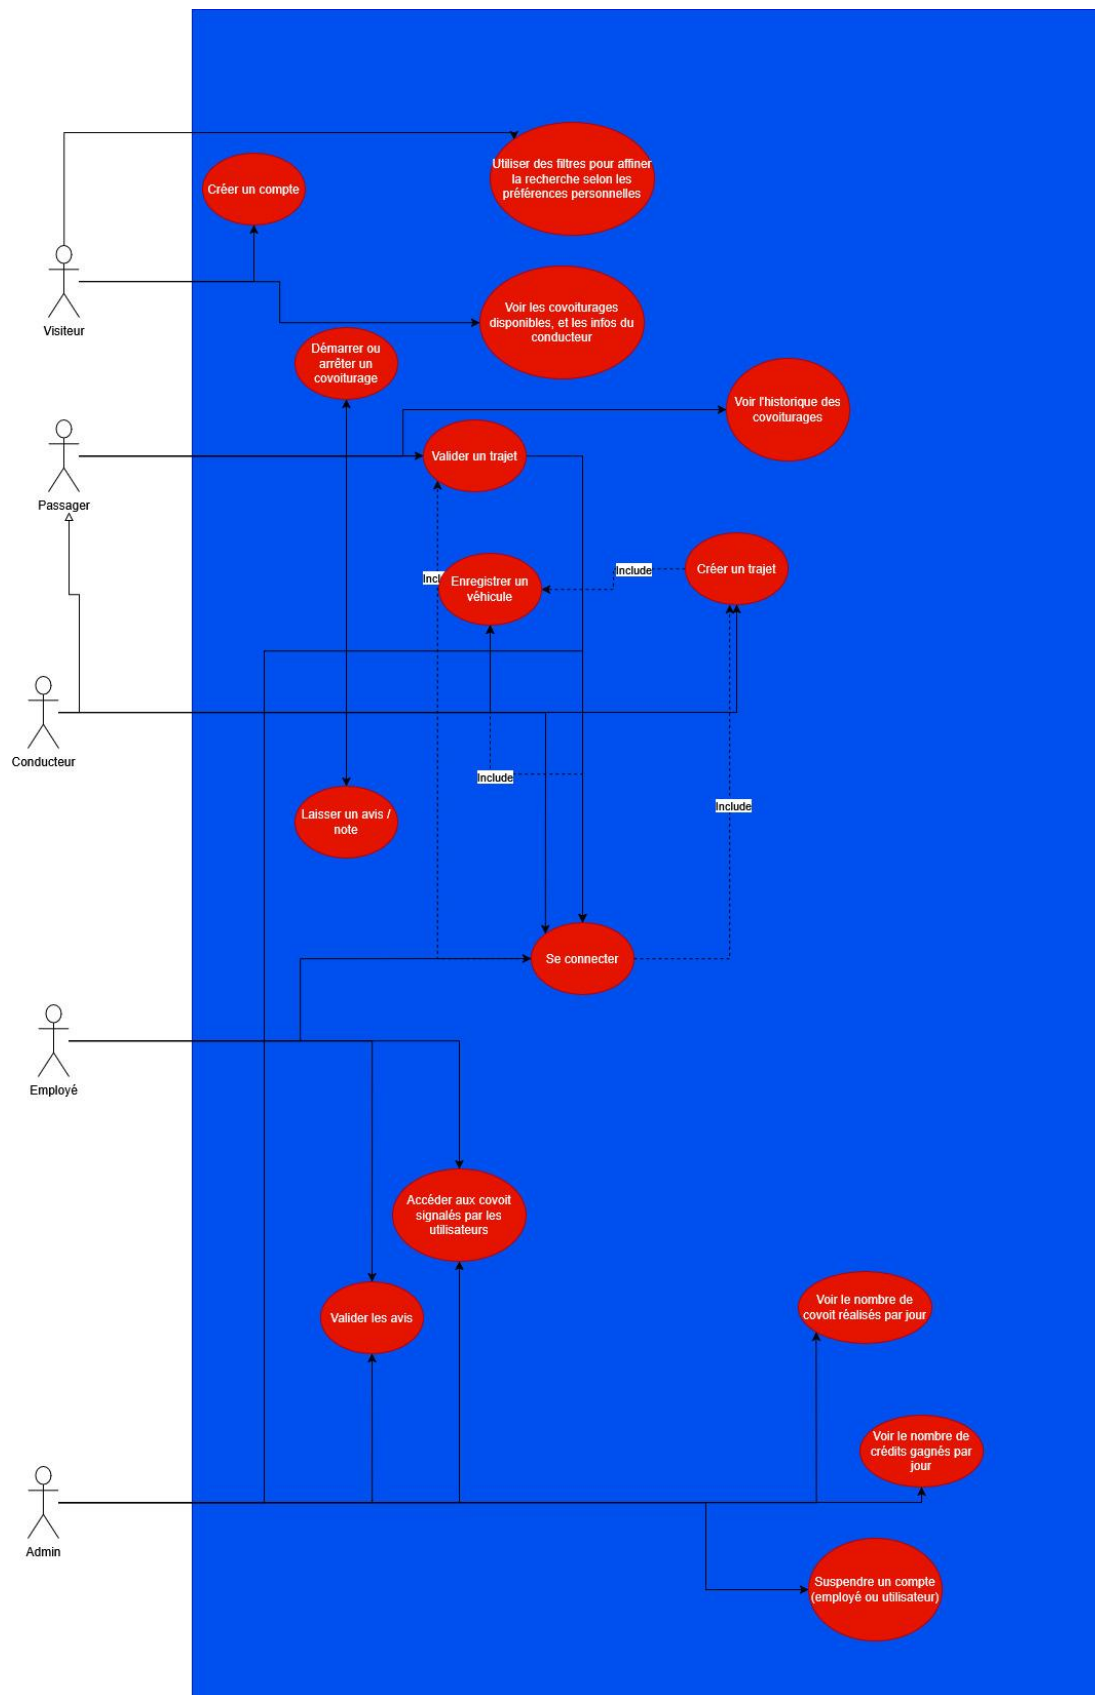 Utiliser des filtres pour affiner
la recherche selon les
préférences personnelles
Créer un compte
Visiteur
Voir les covoiturages
disponibles, et les infos du
conducteur
Démarrer ou
arrêter un
covoiturage
Voir l'historique des
covoiturages
Valider un trajet
Passager
Incl
Enregistrer un
véhicule
Include
Créer un trajet
Conducteur
Include
Include
Laisser un avis /
note
Se connecter
Employé
Accéder aux covoit
signalés par les
utilisateurs
Valider les avis
Voir le nombre de
covoit réalisés par jour
Voir le nombre de
crédits gagnés par
jour
Admin
Suspendre un compte
(employé ou utilisateur)